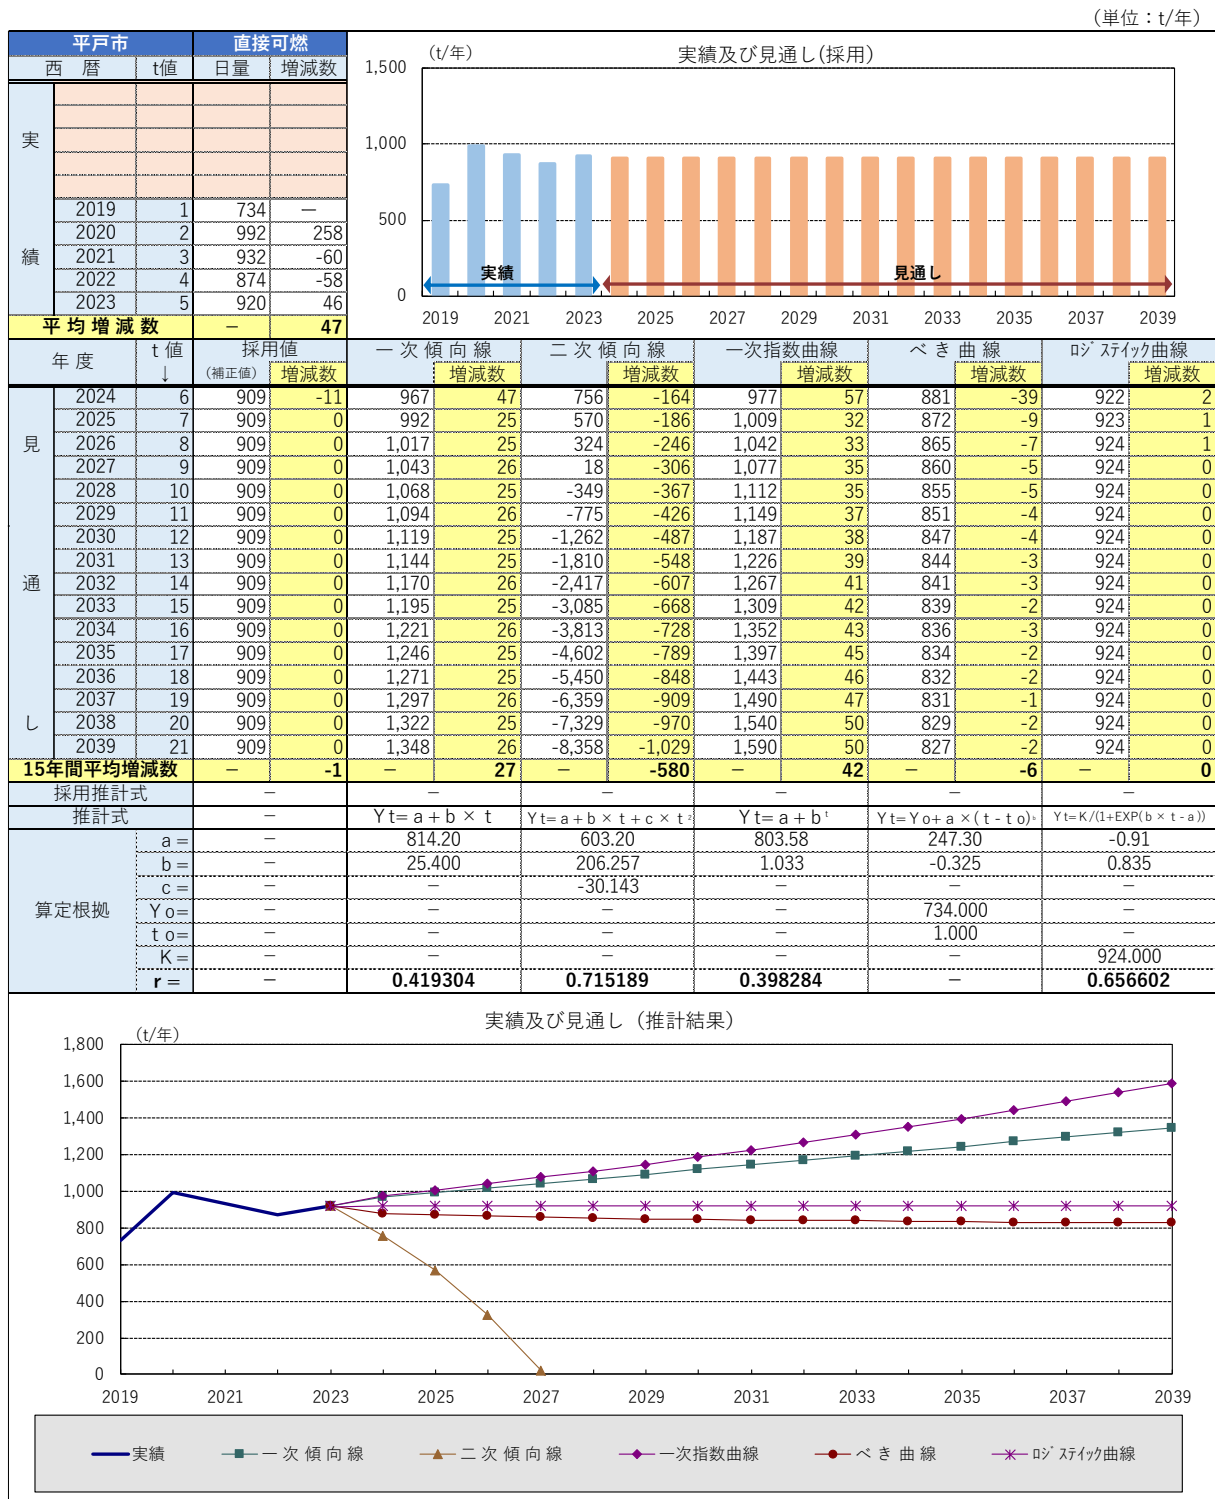 （単位：t/年）
平戸市 直接可燃
西 暦 t値 日量 増減数
実
績
2019 1 734 －
2020 2 992 258
2021 3 932 -60
2022 4 874 -58
2023 5 920 46
平 均 増 減 数 － 47
(t/年) 実績及び見通し(採用)
1,500
1,000
500
0
実績 見通し
2019 2021 2023 2025 2027 2029 2031 2033 2035 2037 2039
年 度 t 値 ↓ 採用値 (補正値) 増減数 一 次 傾 向 線 増減数 二 次 傾 向 線 増減数 一次指数曲線 増減数 べ き 曲 線 増減数 ﾛｼﾞｽﾃｲｯｸ曲線 増減数
見
通
し
2024 6 909 -11 967 47 756 -164 977 57 881 -39 922 2
2025 7 909 0 992 25 570 -186 1,009 32 872 -9 923 1
2026 8 909 0 1,017 25 324 -246 1,042 33 865 -7 924 1
2027 9 909 0 1,043 26 18 -306 1,077 35 860 -5 924 0
2028 10 909 0 1,068 25 -349 -367 1,112 35 855 -5 924 0
2029 11 909 0 1,094 26 -775 -426 1,149 37 851 -4 924 0
2030 12 909 0 1,119 25 -1,262 -487 1,187 38 847 -4 924 0
2031 13 909 0 1,144 25 -1,810 -548 1,226 39 844 -3 924 0
2032 14 909 0 1,170 26 -2,417 -607 1,267 41 841 -3 924 0
2033 15 909 0 1,195 25 -3,085 -668 1,309 42 839 -2 924 0
2034 16 909 0 1,221 26 -3,813 -728 1,352 43 836 -3 924 0
2035 17 909 0 1,246 25 -4,602 -789 1,397 45 834 -2 924 0
2036 18 909 0 1,271 25 -5,450 -848 1,443 46 832 -2 924 0
2037 19 909 0 1,297 26 -6,359 -909 1,490 47 831 -1 924 0
2038 20 909 0 1,322 25 -7,329 -970 1,540 50 829 -2 924 0
2039 21 909 0 1,348 26 -8,358 -1,029 1,590 50 827 -2 924 0
15年間平均増減数 － -1 － 27 － -580 － 42 － -6 － 0
採用推計式 － － － － － －
推計式 － Ｙt= a + b × t Ｙt= a + b × t + c × t² Ｙt= a + bᵗ Ｙt=Ｙo+ a × ( t - t o)ᵇ Ｙt=Ｋ/(1+EXP( b × t - a ))
算定根拠
a = － 814.20 603.20 803.58 247.30 -0.91
b = － 25.400 206.257 1.033 -0.325 0.835
c = － － -30.143 － － －
Ｙo= － － － － 734.000 －
t o= － － － － 1.000 －
Ｋ= － － － － － 924.000
r = － 0.419304 0.715189 0.398284 － 0.656602
(t/年) 実績及び見通し（推計結果）
1,800
1,600
1,400
1,200
1,000
800
600
400
200
0
2019 2021 2023 2025 2027 2029 2031 2033 2035 2037 2039
実績 一 次 傾 向 線 二 次 傾 向 線 一次指数曲線 べ き 曲 線 ﾛｼﾞｽﾃｲｯｸ曲線